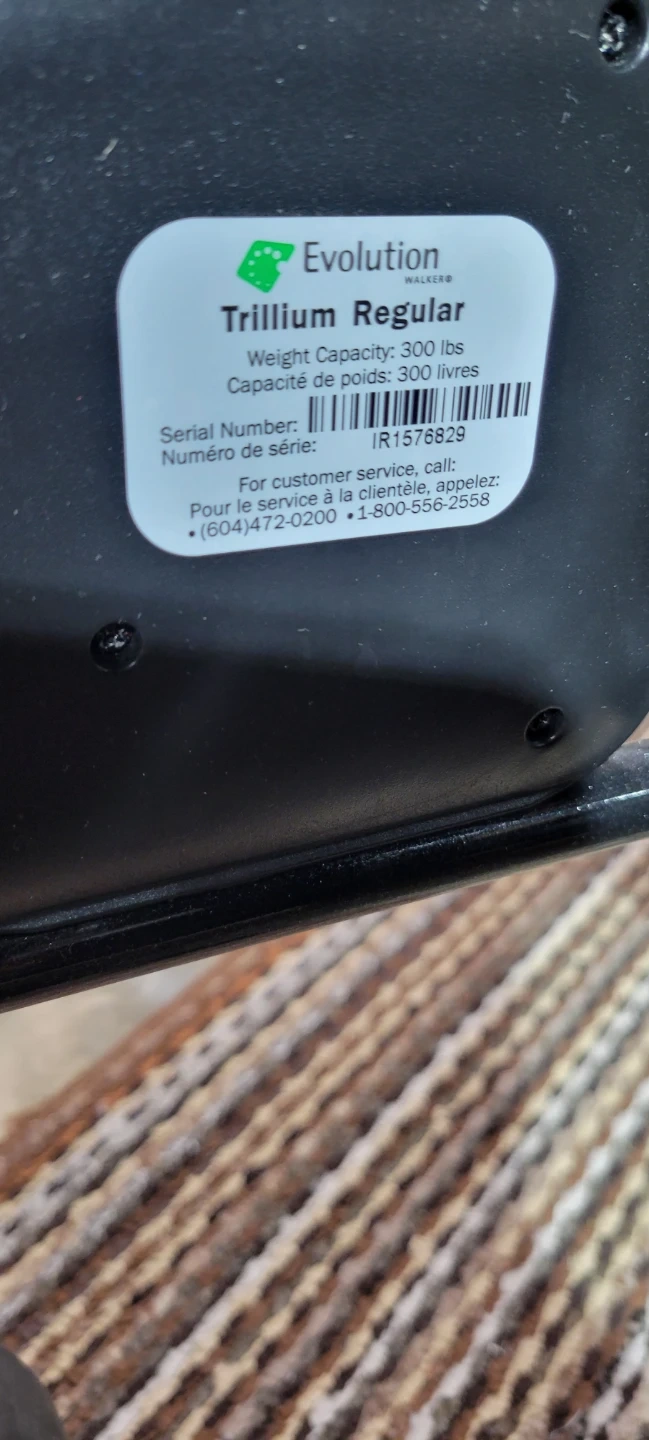 Evolution
WALKER®
Trillium Regular
Weight Capacity: 300 lbs
Capacité de poids: 300 livres
Serial Number:
Numéro de série: IR1576829
For customer service, call:
Pour le service à la clientèle, appelez:
•(604)472-0200 •1-800-556-2558